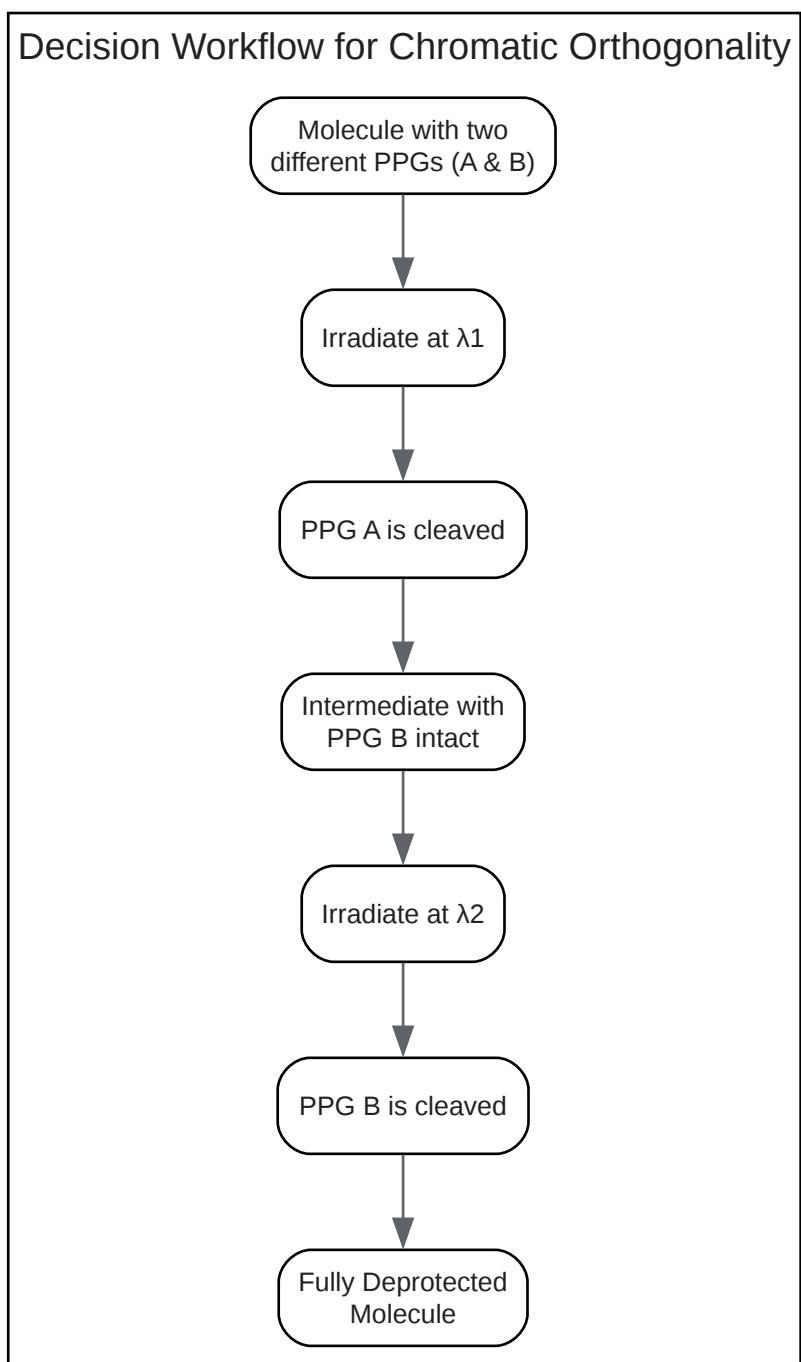 Decision Workflow for Chromatic Orthogonality
Molecule with two
different PPGs (A & B)
Irradiate at λ1
PPG A is cleaved
Intermediate with
PPG B intact
Irradiate at λ2
PPG B is cleaved
Fully Deprotected
Molecule